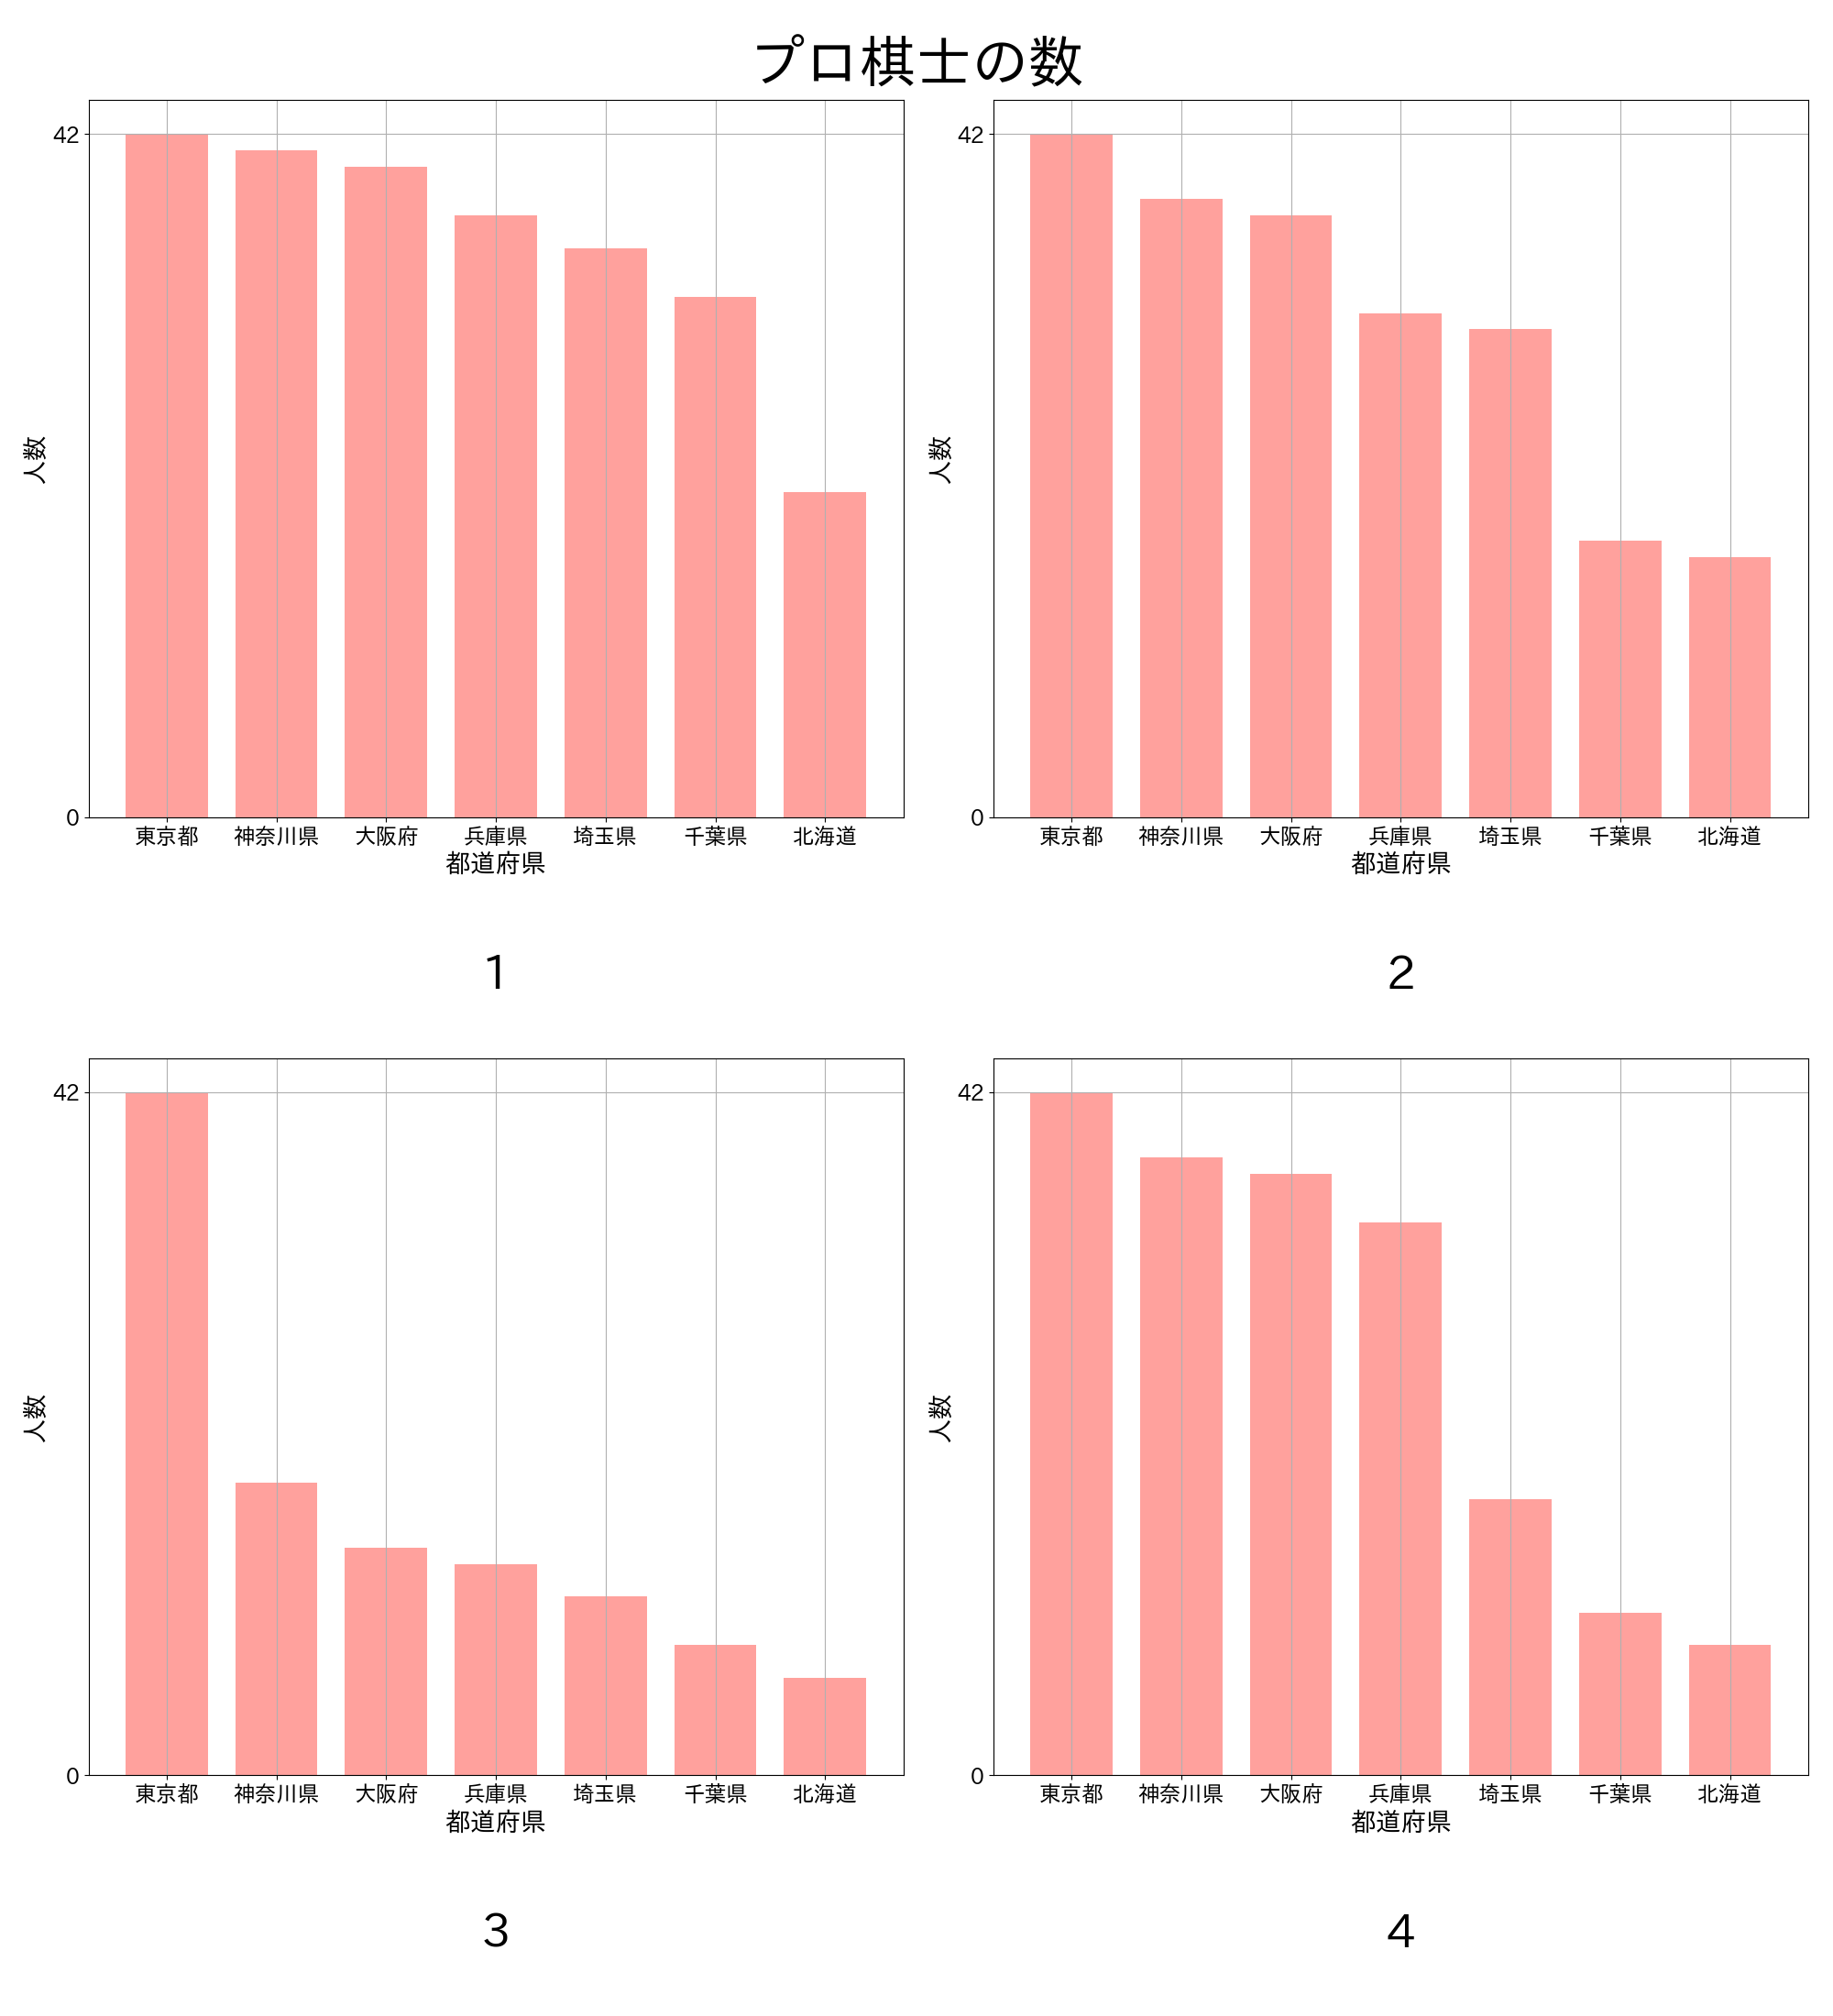 プロ棋士の数
42
0
人数
東京都 神奈川県 大阪府 兵庫県 埼玉県 千葉県 北海道
都道府県
1
42
0
人数
東京都 神奈川県 大阪府 兵庫県 埼玉県 千葉県 北海道
都道府県
2
42
0
人数
東京都 神奈川県 大阪府 兵庫県 埼玉県 千葉県 北海道
都道府県
3
42
0
人数
東京都 神奈川県 大阪府 兵庫県 埼玉県 千葉県 北海道
都道府県
4